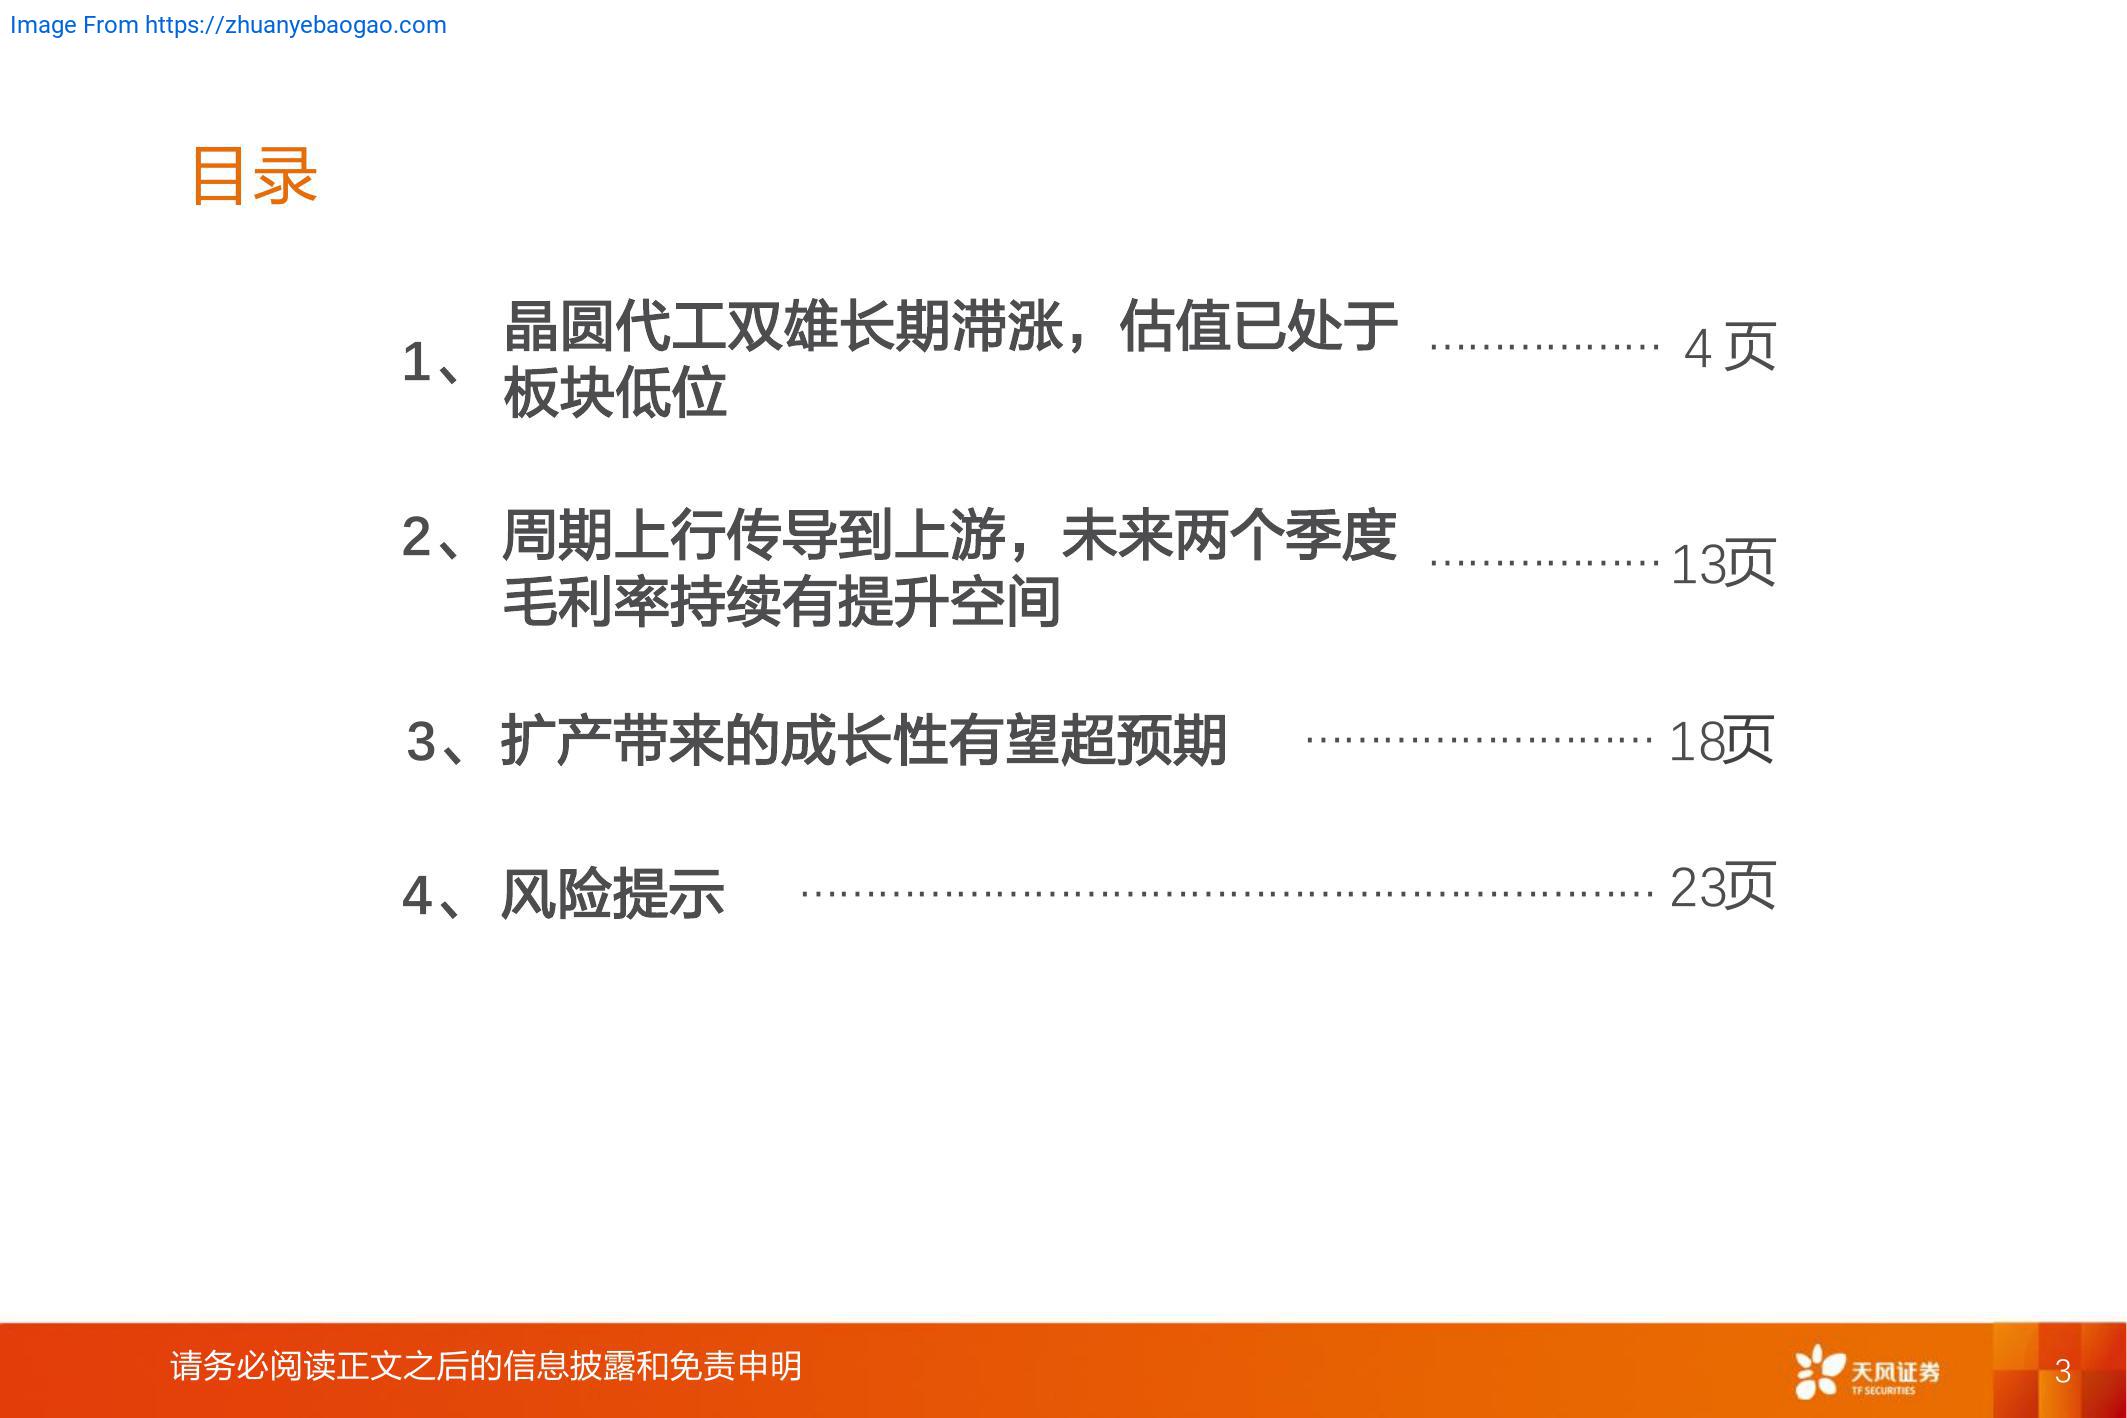 Image From https://zhuanyebaogao.com
目录
1、 晶圆代工双雄长期滞涨，估值已处于 ……………… 4 页
板块低位
2、 周期上行传导到上游，未来两个季度 ……………… 13页
毛利率持续有提升空间
3、 扩产带来的成长性有望超预期 ……………………… 18页
4、 风险提示 ………………………………………………………… 23页
请务必阅读正文之后的信息披露和免责申明
天风证券
TF SECURITIES
3